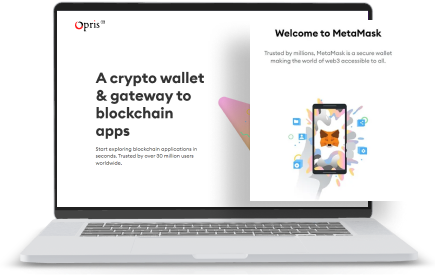 Opris
A crypto wallet
& gateway to
blockchain
apps
Start exploring blockchain applications in
seconds. Trusted by over 30 million users
worldwide.
Welcome to MetaMask
Trusted by millions, MetaMask is a secure wallet
making the world of web3 accessible to all.